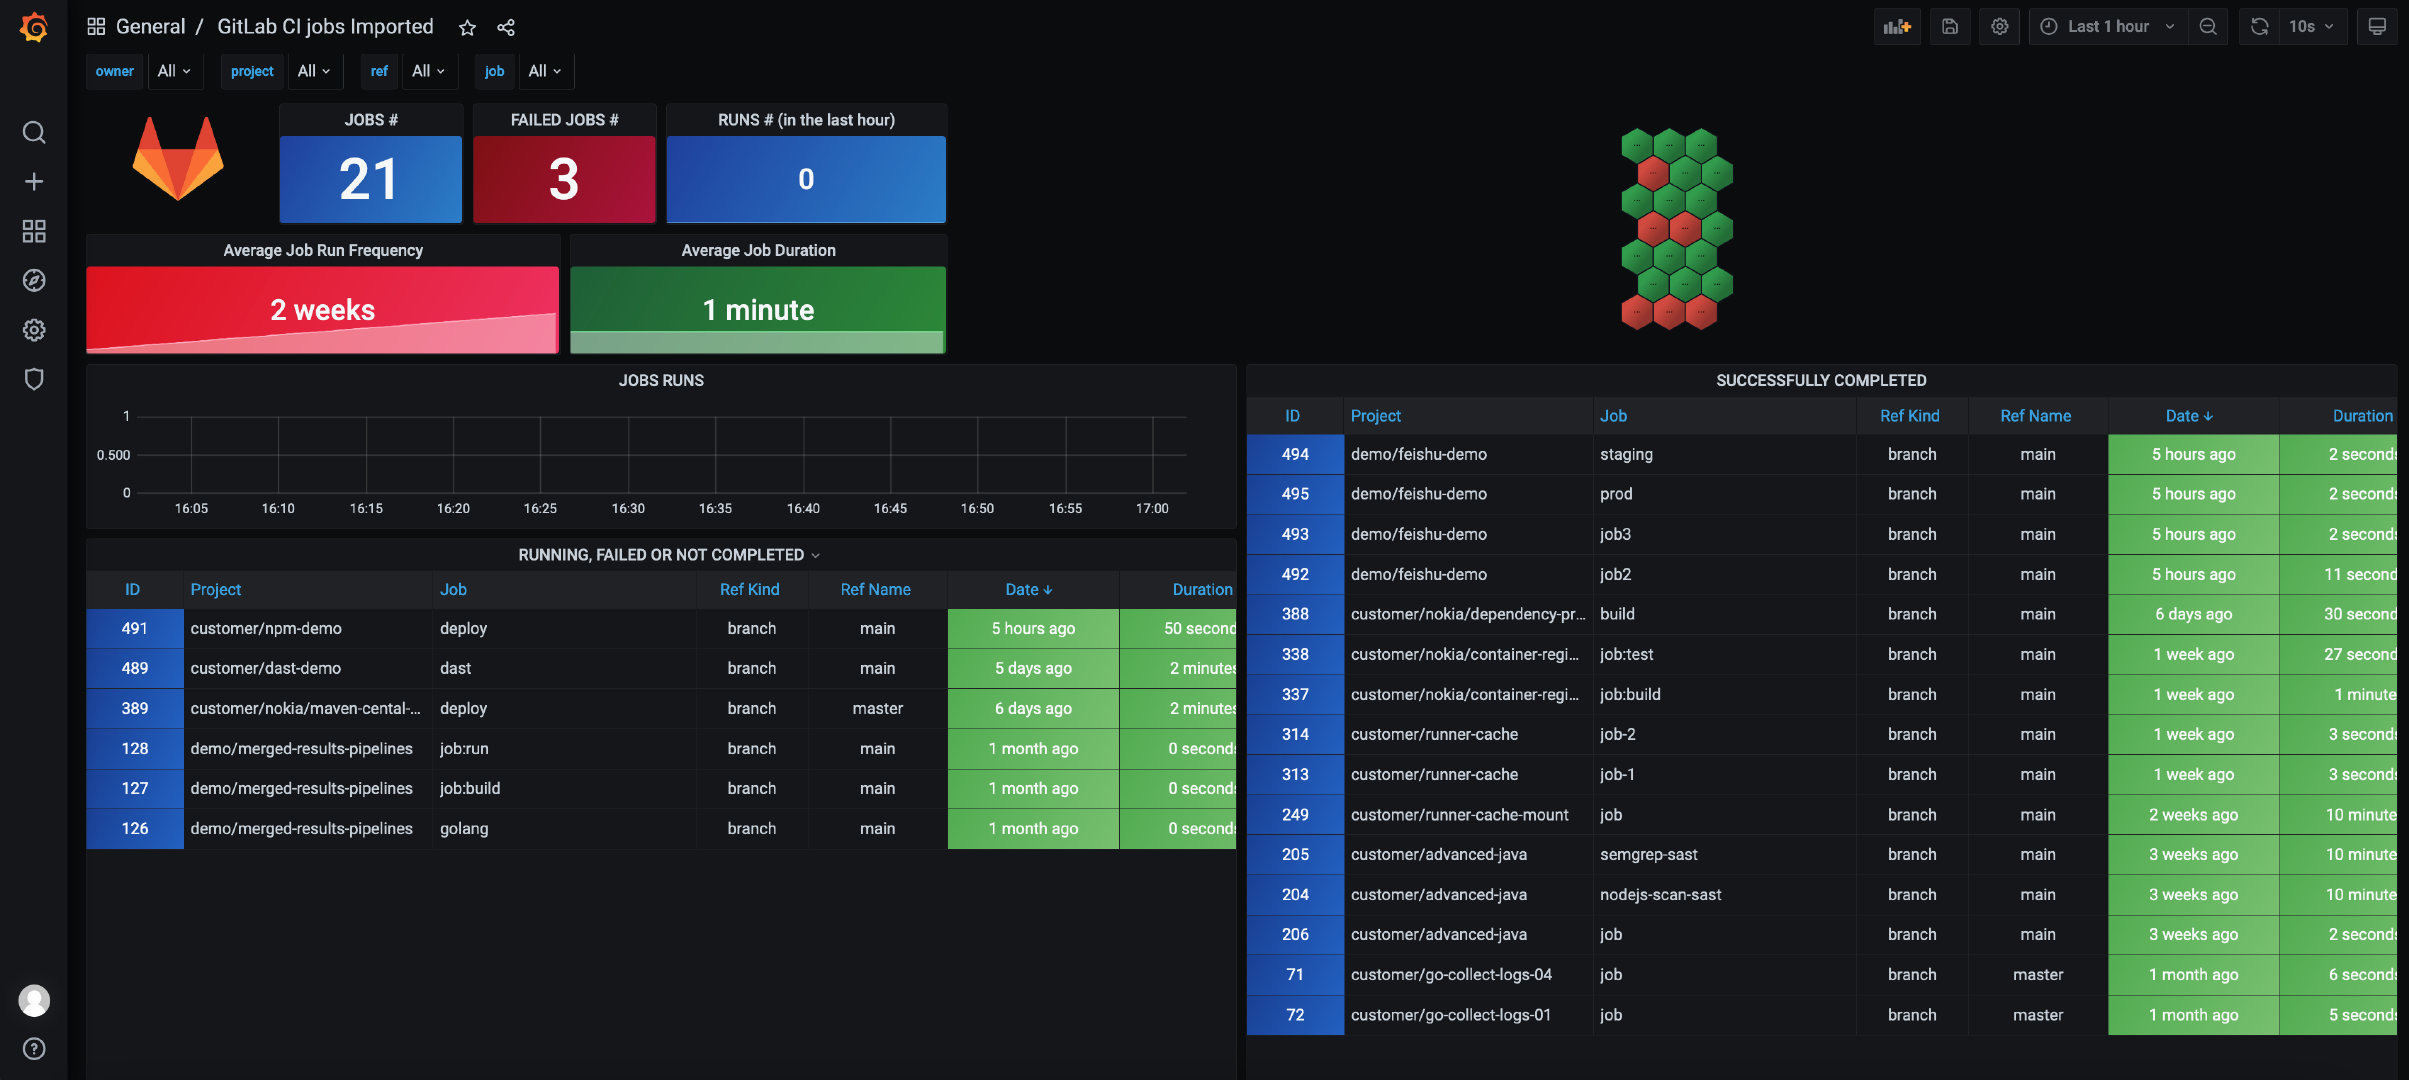 General / GitLab CI jobs Imported
Last 1 hour 10s
owner All project All ref All job All
JOBS # FAILED JOBS # RUNS # (in the last hour)
21 3 0
Average Job Run Frequency Average Job Duration
2 weeks 1 minute
JOBS RUNS
1
0.500
0
16:05 16:10 16:15 16:20 16:25 16:30 16:35 16:40 16:45 16:50 16:55 17:00
RUNNING, FAILED OR NOT COMPLETED
ID Project Job Ref Kind Ref Name Date Duration
491 customer/npm-demo deploy branch main 5 hours ago 50 second
489 customer/dast-demo dast branch main 5 days ago 2 minutes
389 customer/nokia/maven-cental-... deploy branch master 6 days ago 2 minutes
128 demo/merged-results-pipelines job:run branch main 1 month ago 0 seconds
127 demo/merged-results-pipelines job:build branch main 1 month ago 0 seconds
126 demo/merged-results-pipelines golang branch main 1 month ago 0 seconds
SUCCESSFULLY COMPLETED
ID Project Job Ref Kind Ref Name Date Duration
494 demo/feishu-demo staging branch main 5 hours ago 2 seconds
495 demo/feishu-demo prod branch main 5 hours ago 2 seconds
493 demo/feishu-demo job3 branch main 5 hours ago 2 seconds
492 demo/feishu-demo job2 branch main 5 hours ago 11 second
388 customer/nokia/dependency-pr... build branch main 6 days ago 30 second
338 customer/nokia/container-regi... job:test branch main 1 week ago 27 second
337 customer/nokia/container-regi... job:build branch main 1 week ago 1 minute
314 customer/runner-cache job-2 branch main 1 week ago 3 seconds
313 customer/runner-cache job-1 branch main 1 week ago 3 seconds
249 customer/runner-cache-mount job branch main 2 weeks ago 10 minute
205 customer/advanced-java semgrep-sast branch main 3 weeks ago 10 minute
204 customer/advanced-java nodejs-scan-sast branch main 3 weeks ago 10 minute
206 customer/advanced-java job branch main 3 weeks ago 2 seconds
71 customer/go-collect-logs-04 job branch master 1 month ago 6 seconds
72 customer/go-collect-logs-01 job branch master 1 month ago 5 seconds